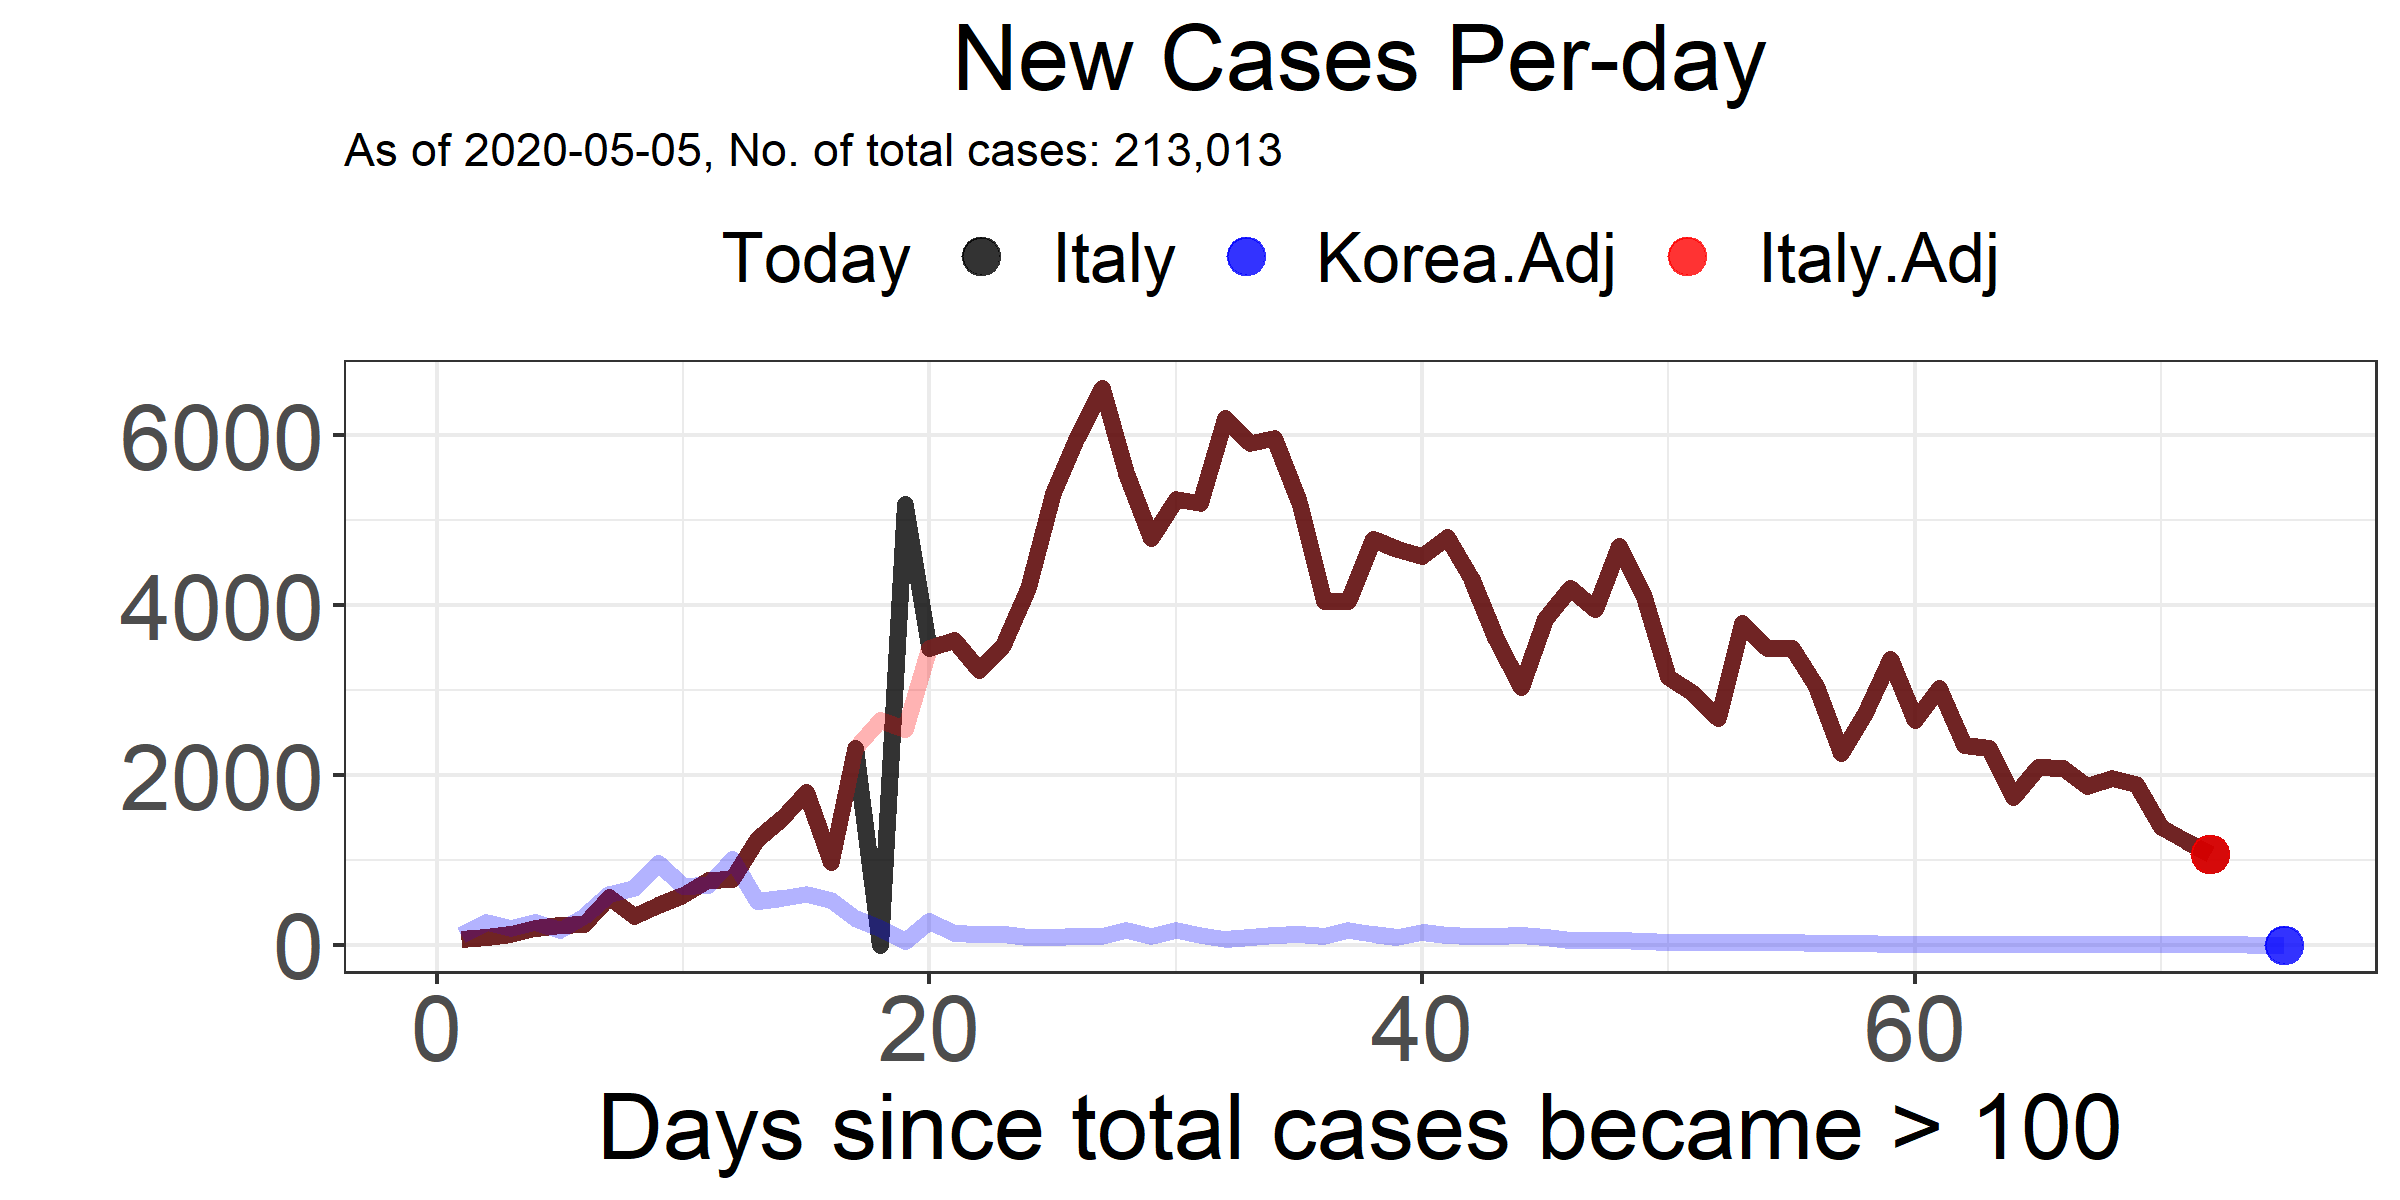 New Cases Per-day
As of 2020-05-05, No. of total cases: 213,013
Today Italy Korea.Adj Italy.Adj
6000
4000
2000
0
0 20 40 60
Days since total cases became > 100